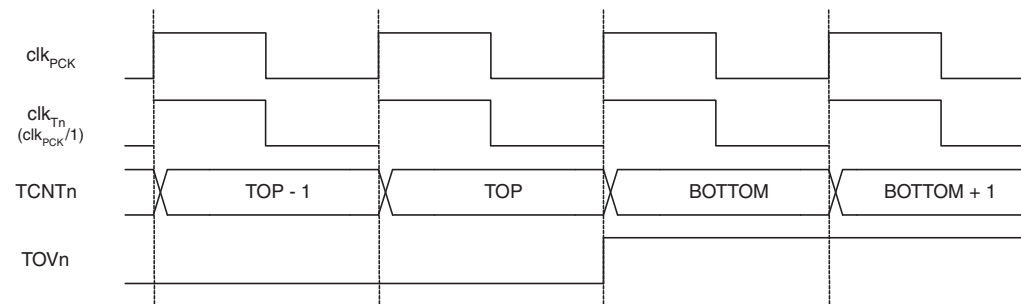 clkPCK
clkTn
(clkPCK/1)
TCNTn
TOP - 1
TOP
BOTTOM
BOTTOM + 1
TOVn